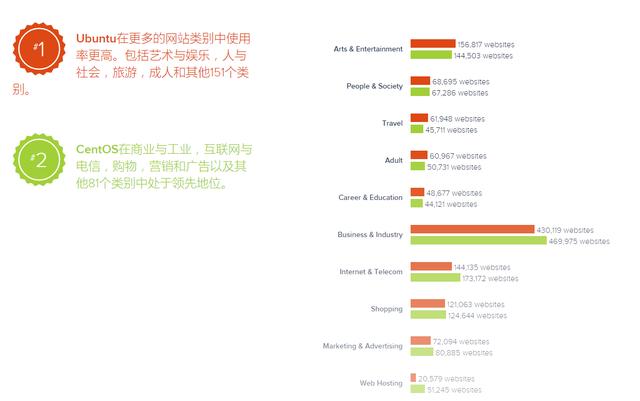 #1
Ubuntu在更多的网站类别中使用
率更高。包括艺术与娱乐，人与
社会，旅游，成人和其他151个类
别。
#2
CentOS在商业与工业，互联网与
电信，购物，营销和广告以及其
他81个类别中处于领先地位。
Arts & Entertainment
156,817 websites
144,503 websites
People & Society
68,695 websites
67,286 websites
Travel
61,948 websites
45,711 websites
Adult
60,967 websites
50,731 websites
Career & Education
48,677 websites
44,121 websites
Business & Industry
430,119 websites
469,975 websites
Internet & Telecom
144,135 websites
173,172 websites
Shopping
121,063 websites
124,644 websites
Marketing & Advertising
72,094 websites
80,885 websites
Web Hosting
20,579 websites
51,245 websites